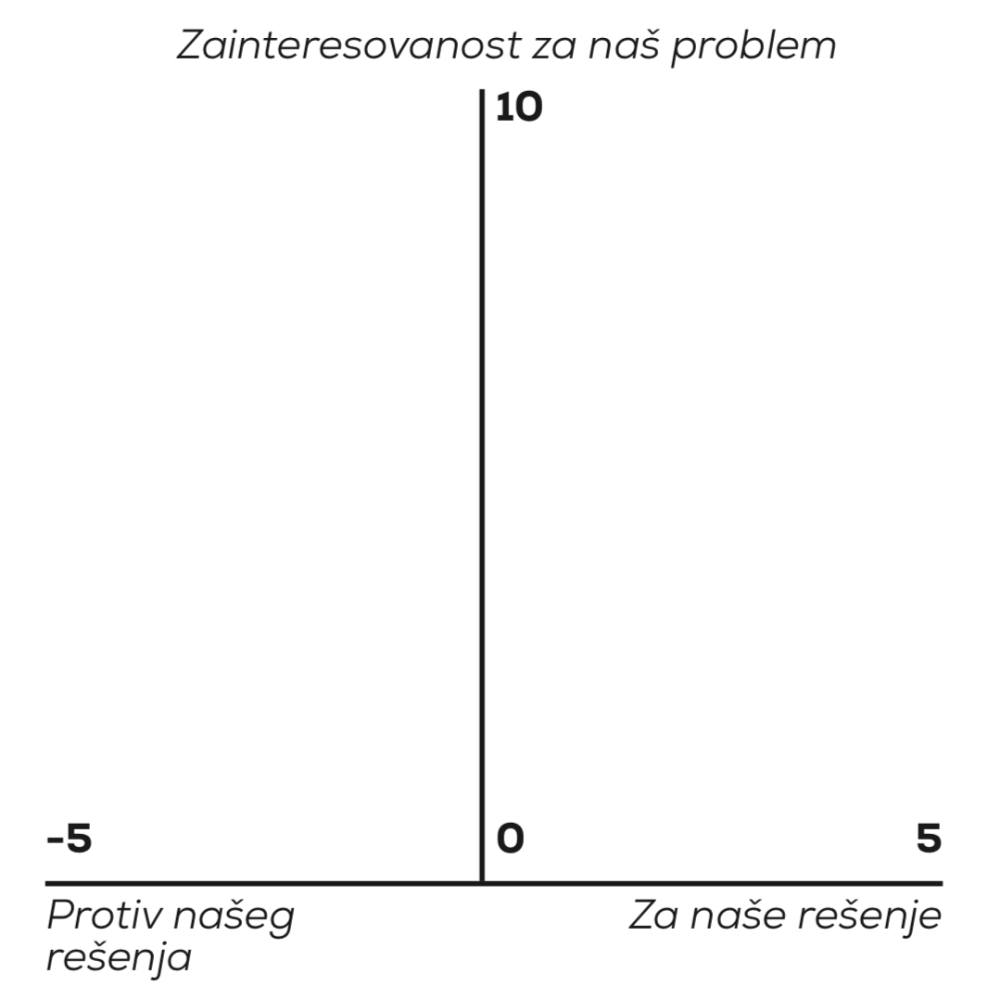 Zainteresovanost za naš problem
10
-5
0
5
Protiv našeg
rešenja
Za naše rešenje